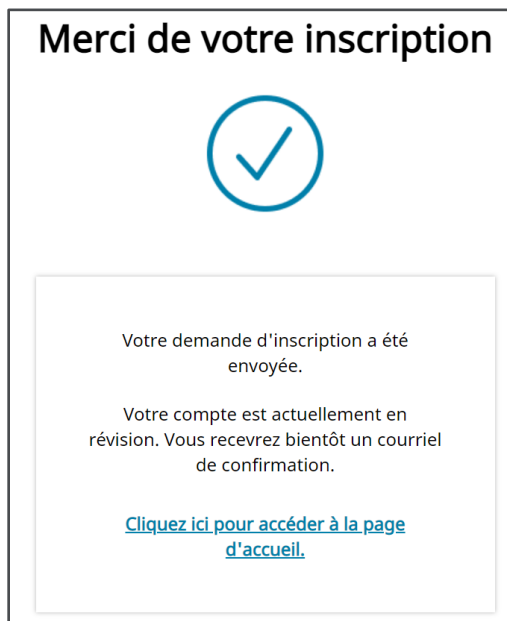 Merci de votre inscription
Votre demande d'inscription a été
envoyée.
Votre compte est actuellement en
révision. Vous recevrez bientôt un courriel
de confirmation.
Cliquez ici pour accéder à la page
d'accueil.